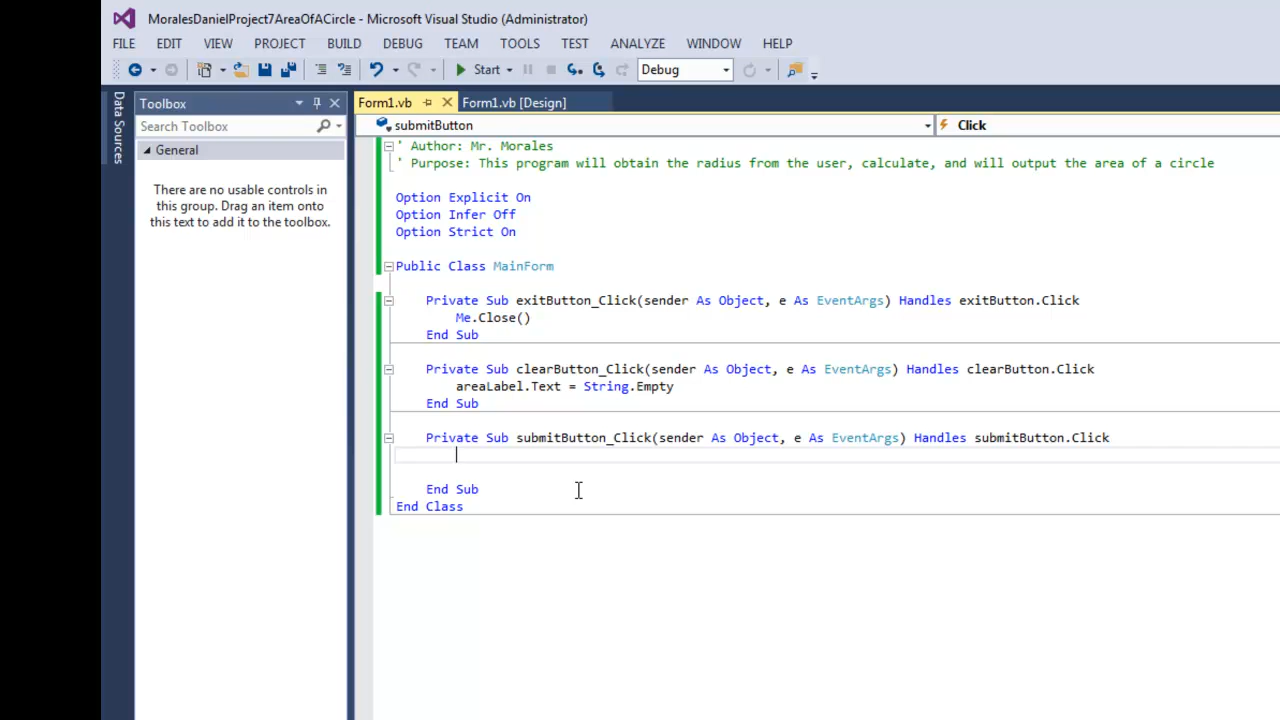 MoralesDanielProject7AreaOfACircle - Microsoft Visual Studio (Administrator)
FILE EDIT VIEW PROJECT BUILD DEBUG TEAM TOOLS TEST ANALYZE WINDOW HELP
Start Debug
Data Sources
Toolbox
Form1.vb Form1.vb [Design]
Search Toolbox
submitButton Click
General
There are no usable controls in
this group. Drag an item onto
this text to add it to the toolbox.
' Author: Mr. Morales
' Purpose: This program will obtain the radius from the user, calculate, and will output the area of a circle
Option Explicit On
Option Infer Off
Option Strict On
Public Class MainForm
Private Sub exitButton_Click(sender As Object, e As EventArgs) Handles exitButton.Click
Me.Close()
End Sub
Private Sub clearButton_Click(sender As Object, e As EventArgs) Handles clearButton.Click
areaLabel.Text = String.Empty
End Sub
Private Sub submitButton_Click(sender As Object, e As EventArgs) Handles submitButton.Click
End Sub
End Class